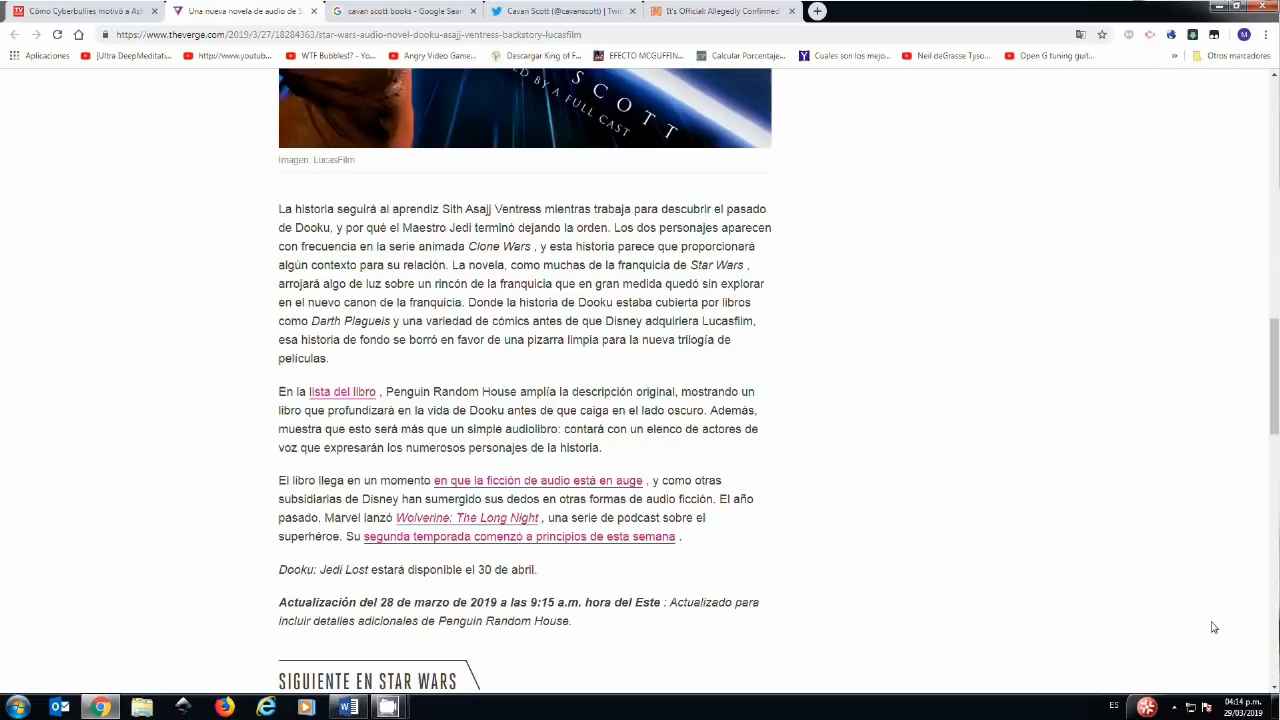 Cómo Cyberbullies motivó a Ash
Una nueva novela de audio de S
cavan scott books - Google Sear
Cavan Scott (@cavanscott) | Twit
It's Official: Allegedly Confirmed
https://www.theverge.com/2019/3/27/18284363/star-wars-audio-novel-dooku-asajj-ventress-backstory-lucasfilm
Aplicaciones
[Ultra DeepMeditati...
http://www.youtub...
WTF Bubbles!? - Yo...
Angry Video Game...
Descargar King of F...
EFECTO MCGUFFIN...
Calcular Porcentaje...
Cuales son los mejo...
Neil deGrasse Tyso...
Open G tuning guit...
»
Otros marcadores
SCOTT
ED BY A FULL CAST
Imagen. LucasFilm
La historia seguirá al aprendiz Sith Asajj Ventress mientras trabaja para descubrir el pasado
de Dooku, y por qué el Maestro Jedi terminó dejando la orden. Los dos personajes aparecen
con frecuencia en la serie animada Clone Wars , y esta historia parece que proporcionará
algún contexto para su relación. La novela, como muchas de la franquicia de Star Wars ,
arrojará algo de luz sobre un rincón de la franquicia que en gran medida quedó sin explorar
en el nuevo canon de la franquicia. Donde la historia de Dooku estaba cubierta por libros
como Darth Plagueis y una variedad de cómics antes de que Disney adquiriera Lucasfilm,
esa historia de fondo se borró en favor de una pizarra limpia para la nueva trilogía de
películas.
En la lista del libro , Penguin Random House amplía la descripción original, mostrando un
libro que profundizará en la vida de Dooku antes de que caiga en el lado oscuro. Además,
muestra que esto será más que un simple audiolibro: contará con un elenco de actores de
voz que expresarán los numerosos personajes de la historia.
El libro llega en un momento en que la ficción de audio está en auge , y como otras
subsidiarias de Disney han sumergido sus dedos en otras formas de audio ficción. El año
pasado, Marvel lanzó Wolverine: The Long Night , una serie de podcast sobre el
superhéroe. Su segunda temporada comenzó a principios de esta semana .
Dooku: Jedi Lost estará disponible el 30 de abril.
Actualización del 28 de marzo de 2019 a las 9:15 a.m. hora del Este : Actualizado para
incluir detalles adicionales de Penguin Random House.
SIGUIENTE EN STAR WARS
ES
04:14 p.m.
29/03/2019